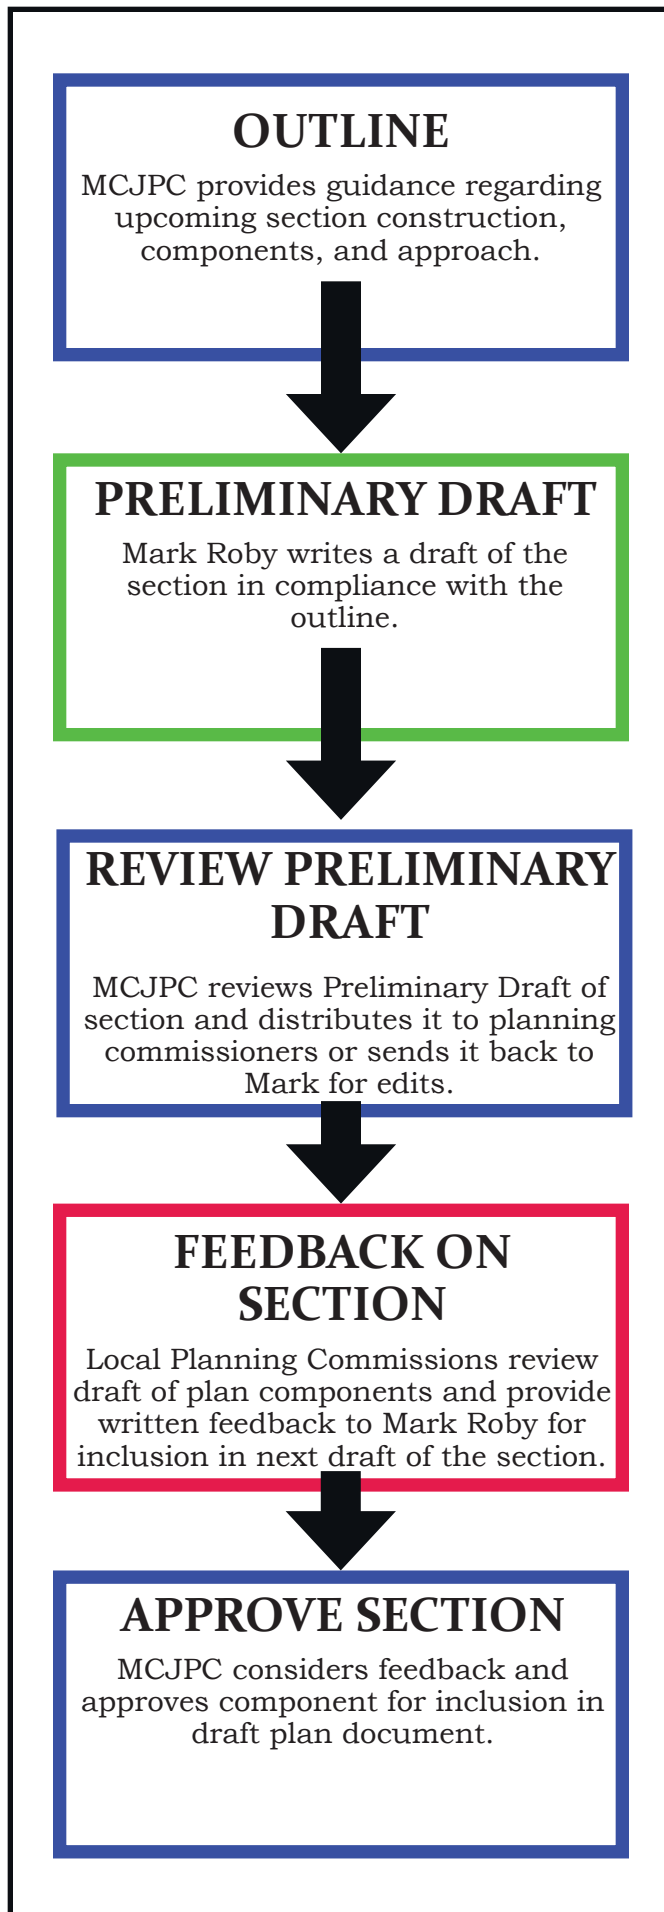 OUTLINE
MCJPC provides guidance regarding
upcoming section construction,
components, and approach.
PRELIMINARY DRAFT
Mark Roby writes a draft of the
section in compliance with the
outline.
REVIEW PRELIMINARY
DRAFT
MCJPC reviews Preliminary Draft of
section and distributes it to planning
commissioners or sends it back to
Mark for edits.
FEEDBACK ON
SECTION
Local Planning Commissions review
draft of plan components and provide
written feedback to Mark Roby for
inclusion in next draft of the section.
APPROVE SECTION
MCJPC considers feedback and
approves component for inclusion in
draft plan document.